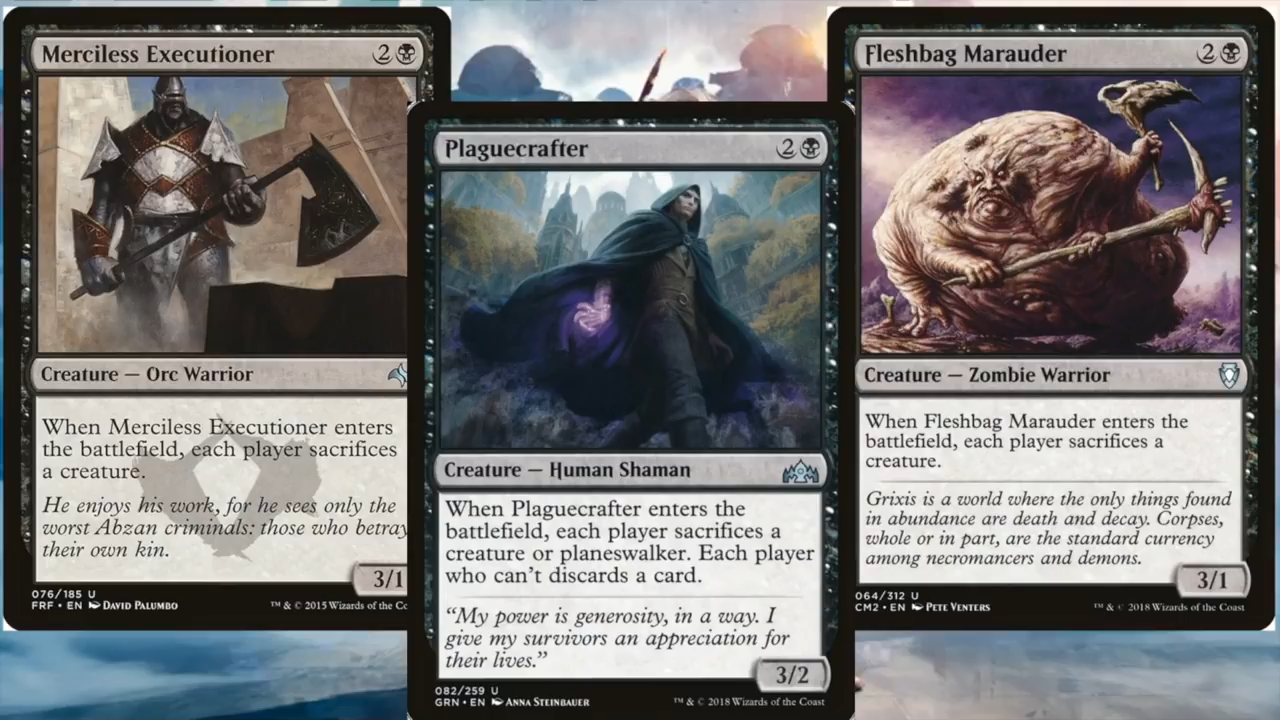 Merciless Executioner 2
Creature — Orc Warrior
When Merciless Executioner enters
the battlefield, each player sacrifices
a creature.
He enjoys his work, for he sees only the
worst Abzan criminals: those who betray
their own kin.
3/1
076/185 U
FRF • EN DAVID PALUMBO
™ & © 2015 Wizards of the Co
Plaguecrafter 2
Creature — Human Shaman
When Plaguecrafter enters the
battlefield, each player sacrifices a
creature or planeswalker. Each player
who can't discards a card.
"My power is generosity, in a way. I
give my survivors an appreciation for
their lives."
3/2
082/259 U
GRN • EN ANNA STEINBAUER
™ & © 2018 Wizards of the Coast
Fleshbag Marauder 2
Creature — Zombie Warrior
When Fleshbag Marauder enters the
battlefield, each player sacrifices a
creature.
Grixis is a world where the only things found
in abundance are death and decay. Corpses,
whole or in part, are the standard currency
among necromancers and demons.
3/1
064/312 U
CM2 • EN PETE VENTERS
™ & © 2018 Wizards of the Coast